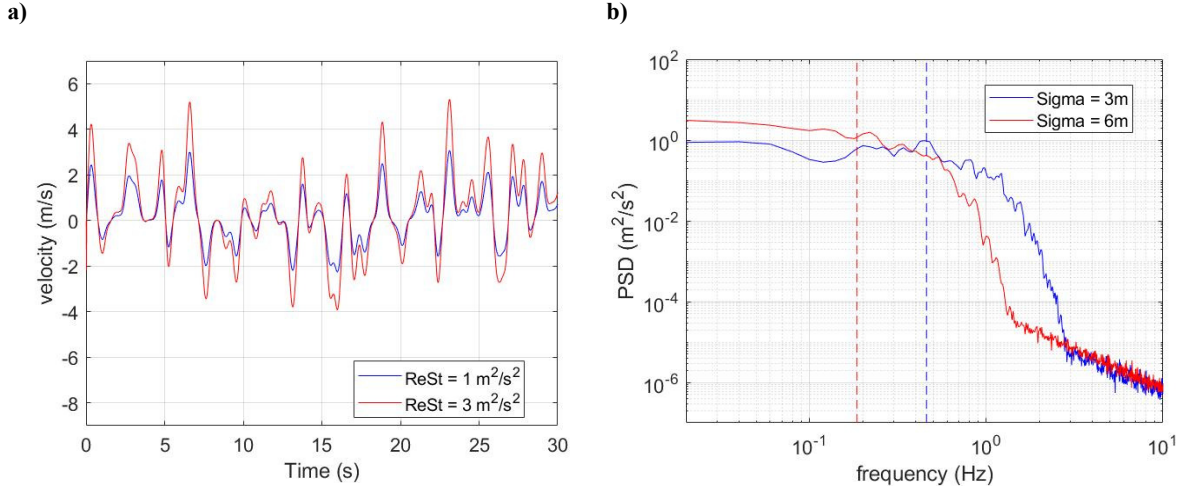 a)
b)
6
4
2
0
-2
-4
-6
-8
velocity (m/s)
0
5
10
15
20
25
30
Time (s)
ReSt = 1 m²/s²
ReSt = 3 m²/s²
10²
10⁰
10⁻²
10⁻⁴
10⁻⁶
PSD (m²/s²)
10⁻¹
10⁰
10¹
frequency (Hz)
Sigma = 3m
Sigma = 6m